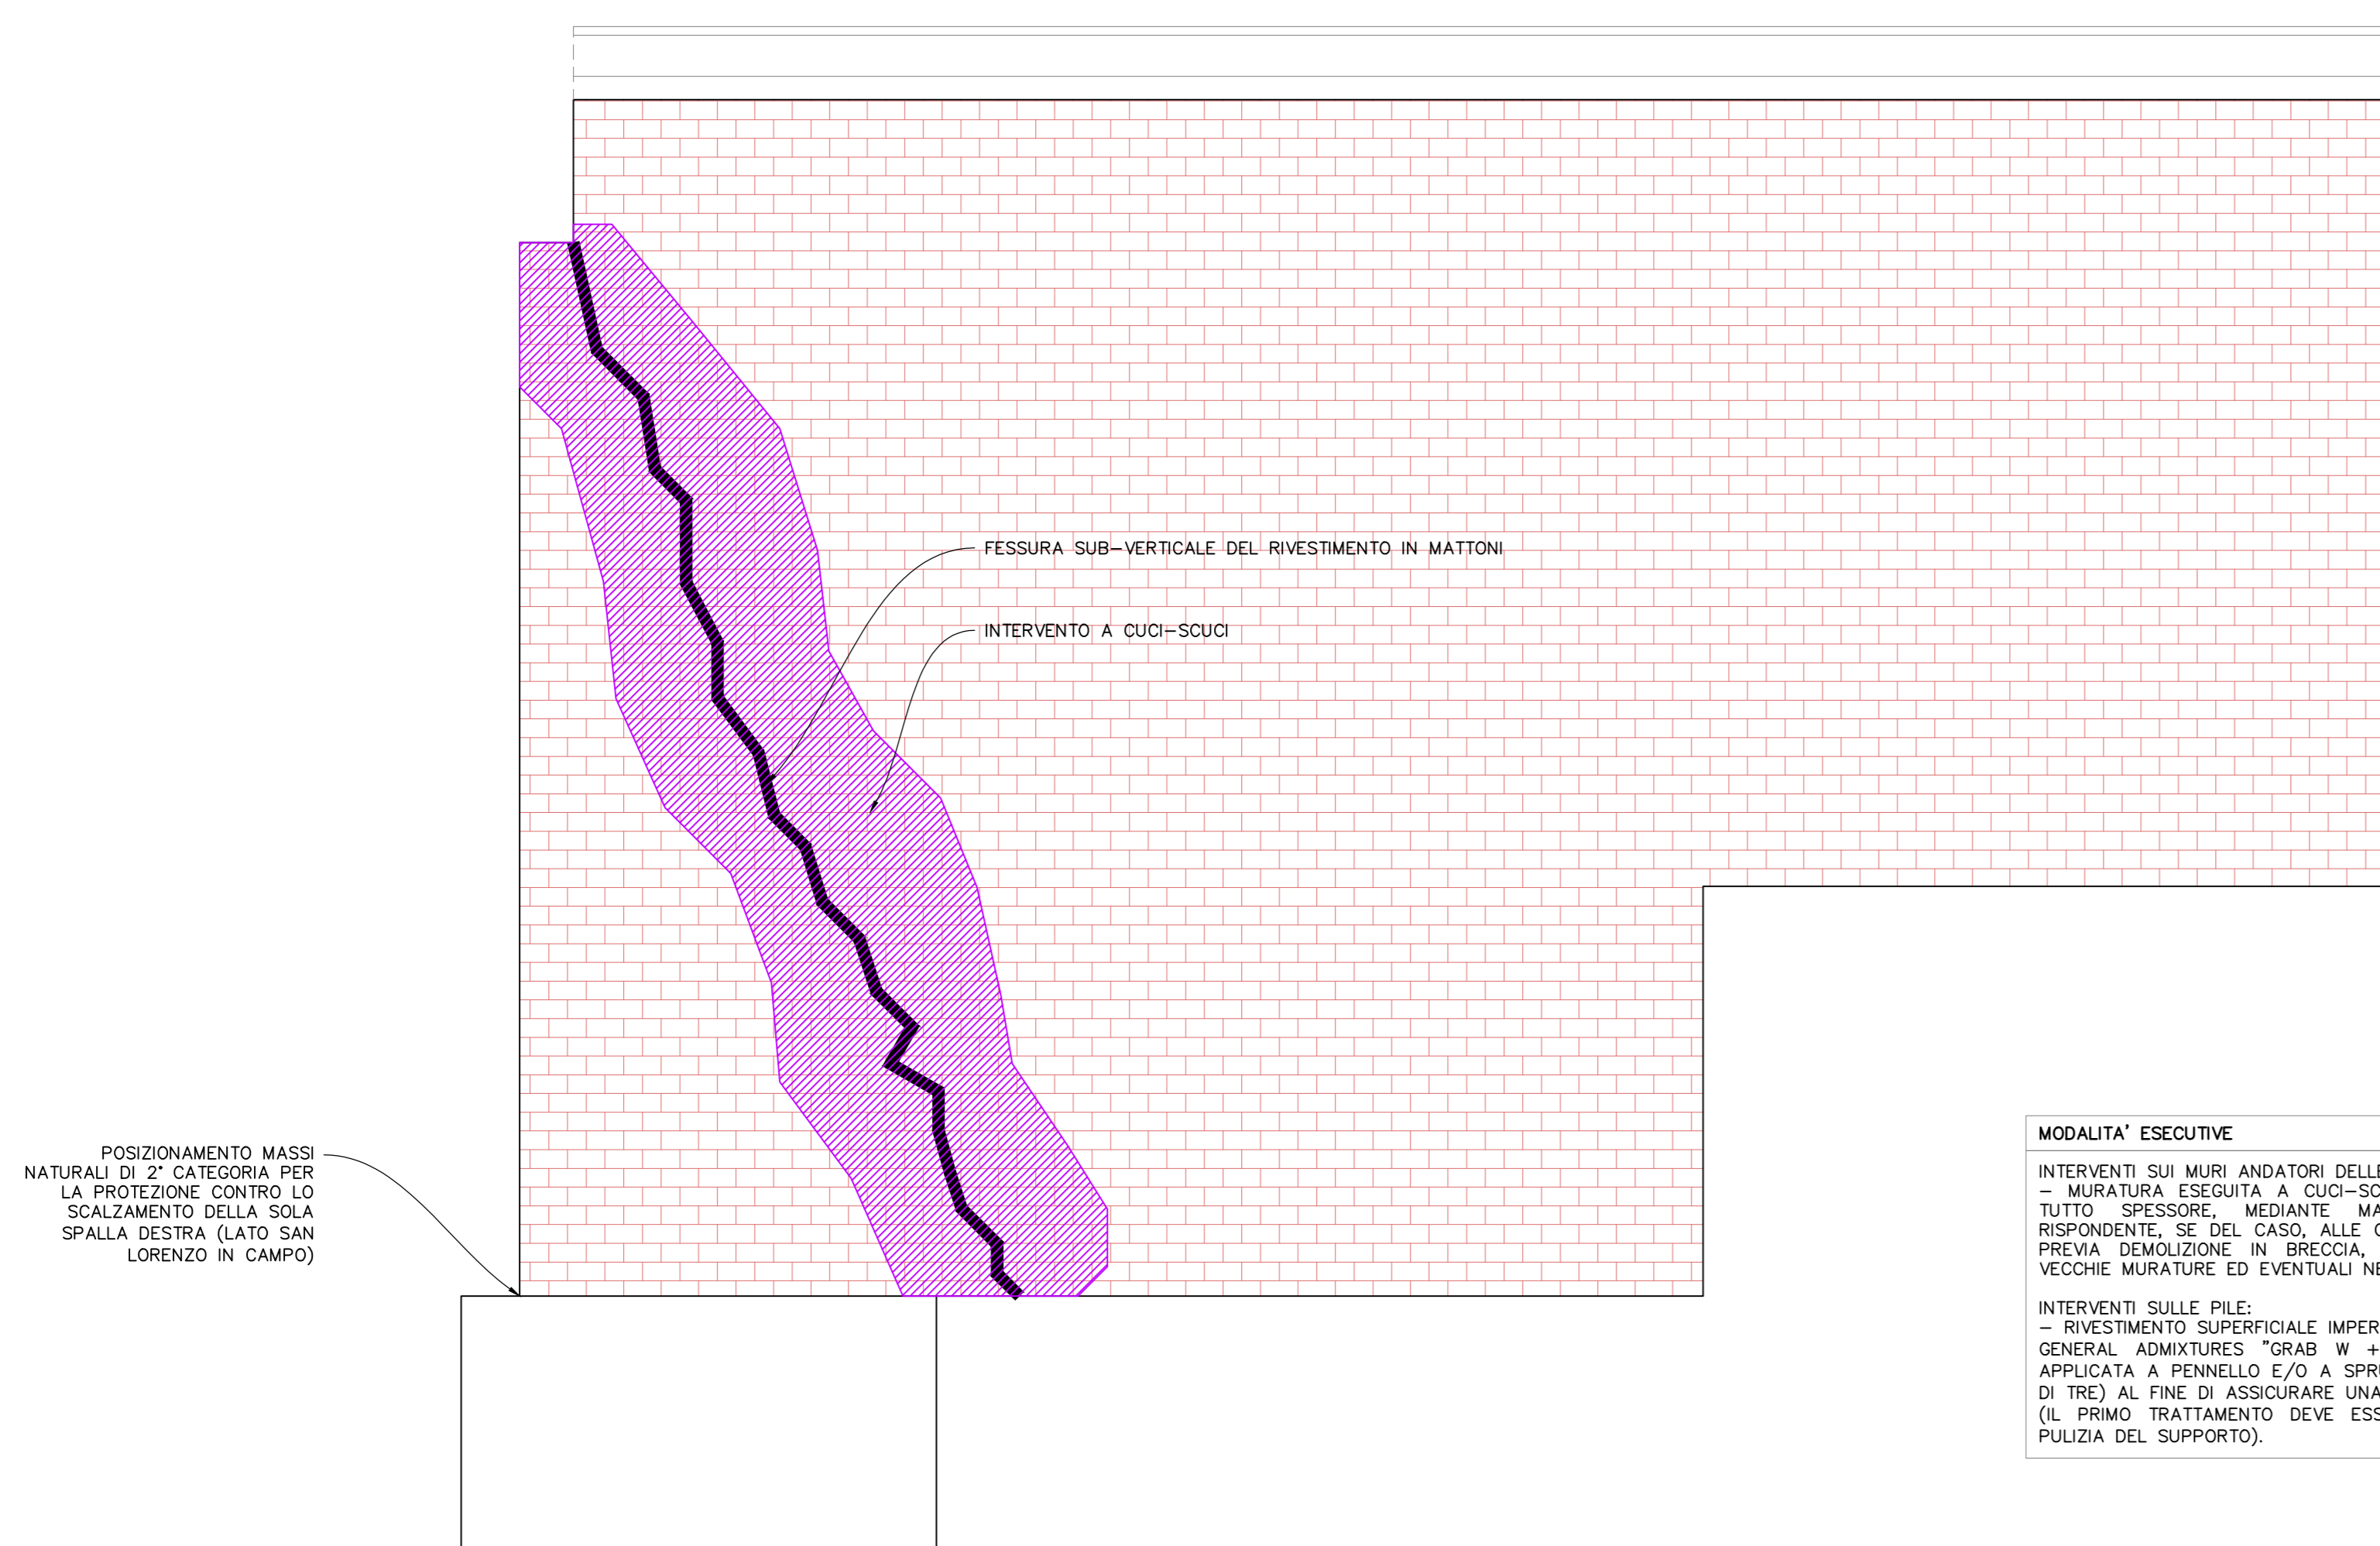 FESSURA SUB-VERTICALE DEL RIVESTIMENTO IN MATTONI
INTERVENTO A CUCI-SCUCI
POSIZIONAMENTO MASSI
NATURALI DI 2° CATEGORIA PER
LA PROTEZIONE CONTRO LO
SCALZAMENTO DELLA SOLA
SPALLA DESTRA (LATO SAN
LORENZO IN CAMPO)
MODALITA' ESECUTIVE
INTERVENTI SUI MURI ANDATORI DELLE
- MURATURA ESEGUITA A CUCI-SC
TUTTO SPESSORE, MEDIANTE MA
RISPONDENTE, SE DEL CASO, ALLE
PREVIA DEMOLIZIONE IN BRECCIA,
VECCHIE MURATURE ED EVENTUALI NE
INTERVENTI SULLE PILE:
- RIVESTIMENTO SUPERFICIALE IMPER
GENERAL ADMIXTURES "GRAB W +
APPLICATA A PENNELLO E/O A SPR
DI TRE) AL FINE DI ASSICURARE UNA
(IL PRIMO TRATTAMENTO DEVE ESS
PULIZIA DEL SUPPORTO).